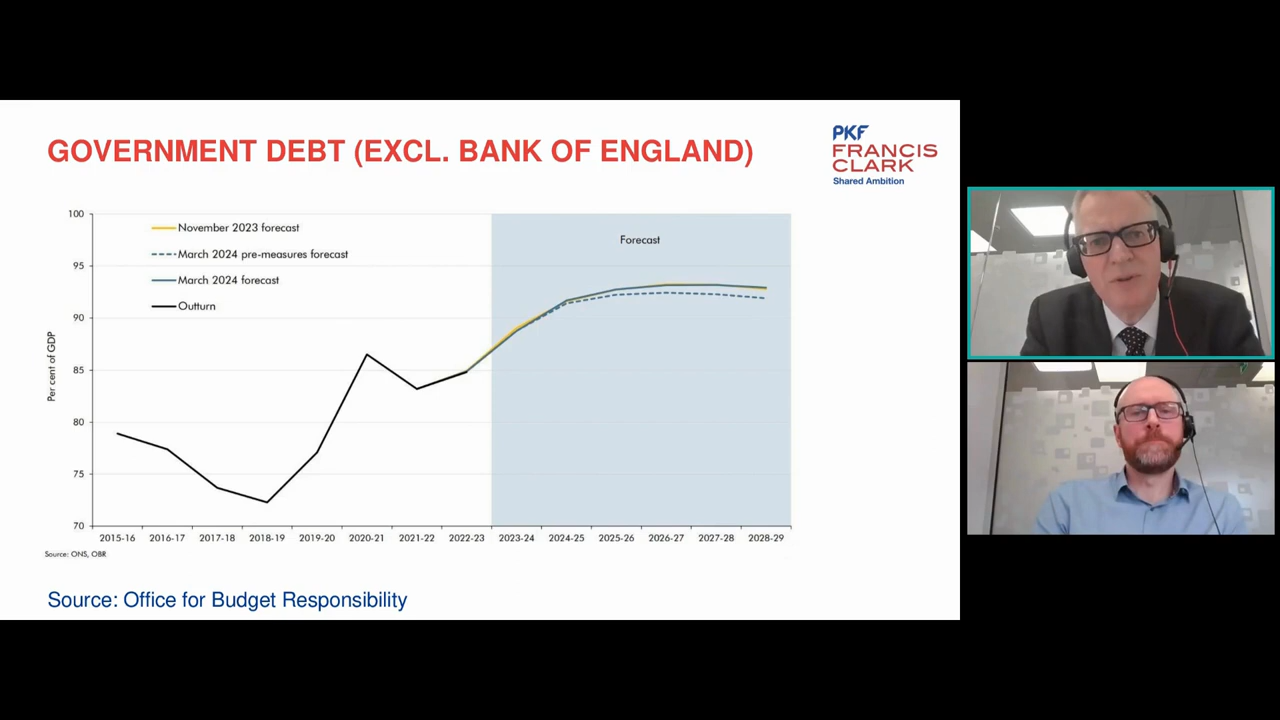 GOVERNMENT DEBT (EXCL. BANK OF ENGLAND)
PKF
FRANCIS
CLARK
Shared Ambition
100
95
90
85
80
75
70
Per cent of GDP
November 2023 forecast
March 2024 pre-measures forecast
March 2024 forecast
Outturn
Forecast
2015-16 2016-17 2017-18 2018-19 2019-20 2020-21 2021-22 2022-23 2023-24 2024-25 2025-26 2026-27 2027-28 2028-29
Source: ONS, OBR
Source: Office for Budget Responsibility